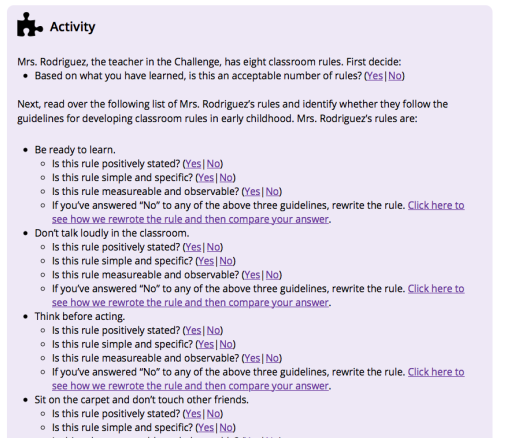 Activity
Mrs. Rodriguez, the teacher in the Challenge, has eight classroom rules. First decide:
• Based on what you have learned, is this an acceptable number of rules? (Yes|No)
Next, read over the following list of Mrs. Rodriguez's rules and identify whether they follow the
guidelines for developing classroom rules in early childhood. Mrs. Rodriguez's rules are:
• Be ready to learn.
○ Is this rule positively stated? (Yes|No)
○ Is this rule simple and specific? (Yes|No)
○ Is this rule measureable and observable? (Yes|No)
○ If you've answered "No" to any of the above three guidelines, rewrite the rule. Click here to
see how we rewrote the rule and then compare your answer.
• Don't talk loudly in the classroom.
○ Is this rule positively stated? (Yes|No)
○ Is this rule simple and specific? (Yes|No)
○ Is this rule measureable and observable? (Yes|No)
○ If you've answered "No" to any of the above three guidelines, rewrite the rule. Click here to
see how we rewrote the rule and then compare your answer.
• Think before acting.
○ Is this rule positively stated? (Yes|No)
○ Is this rule simple and specific? (Yes|No)
○ Is this rule measureable and observable? (Yes|No)
○ If you've answered "No" to any of the above three guidelines, rewrite the rule. Click here to
see how we rewrote the rule and then compare your answer.
• Sit on the carpet and don't touch other friends.
○ Is this rule positively stated? (Yes|No)
○ Is this rule simple and specific? (Yes|No)